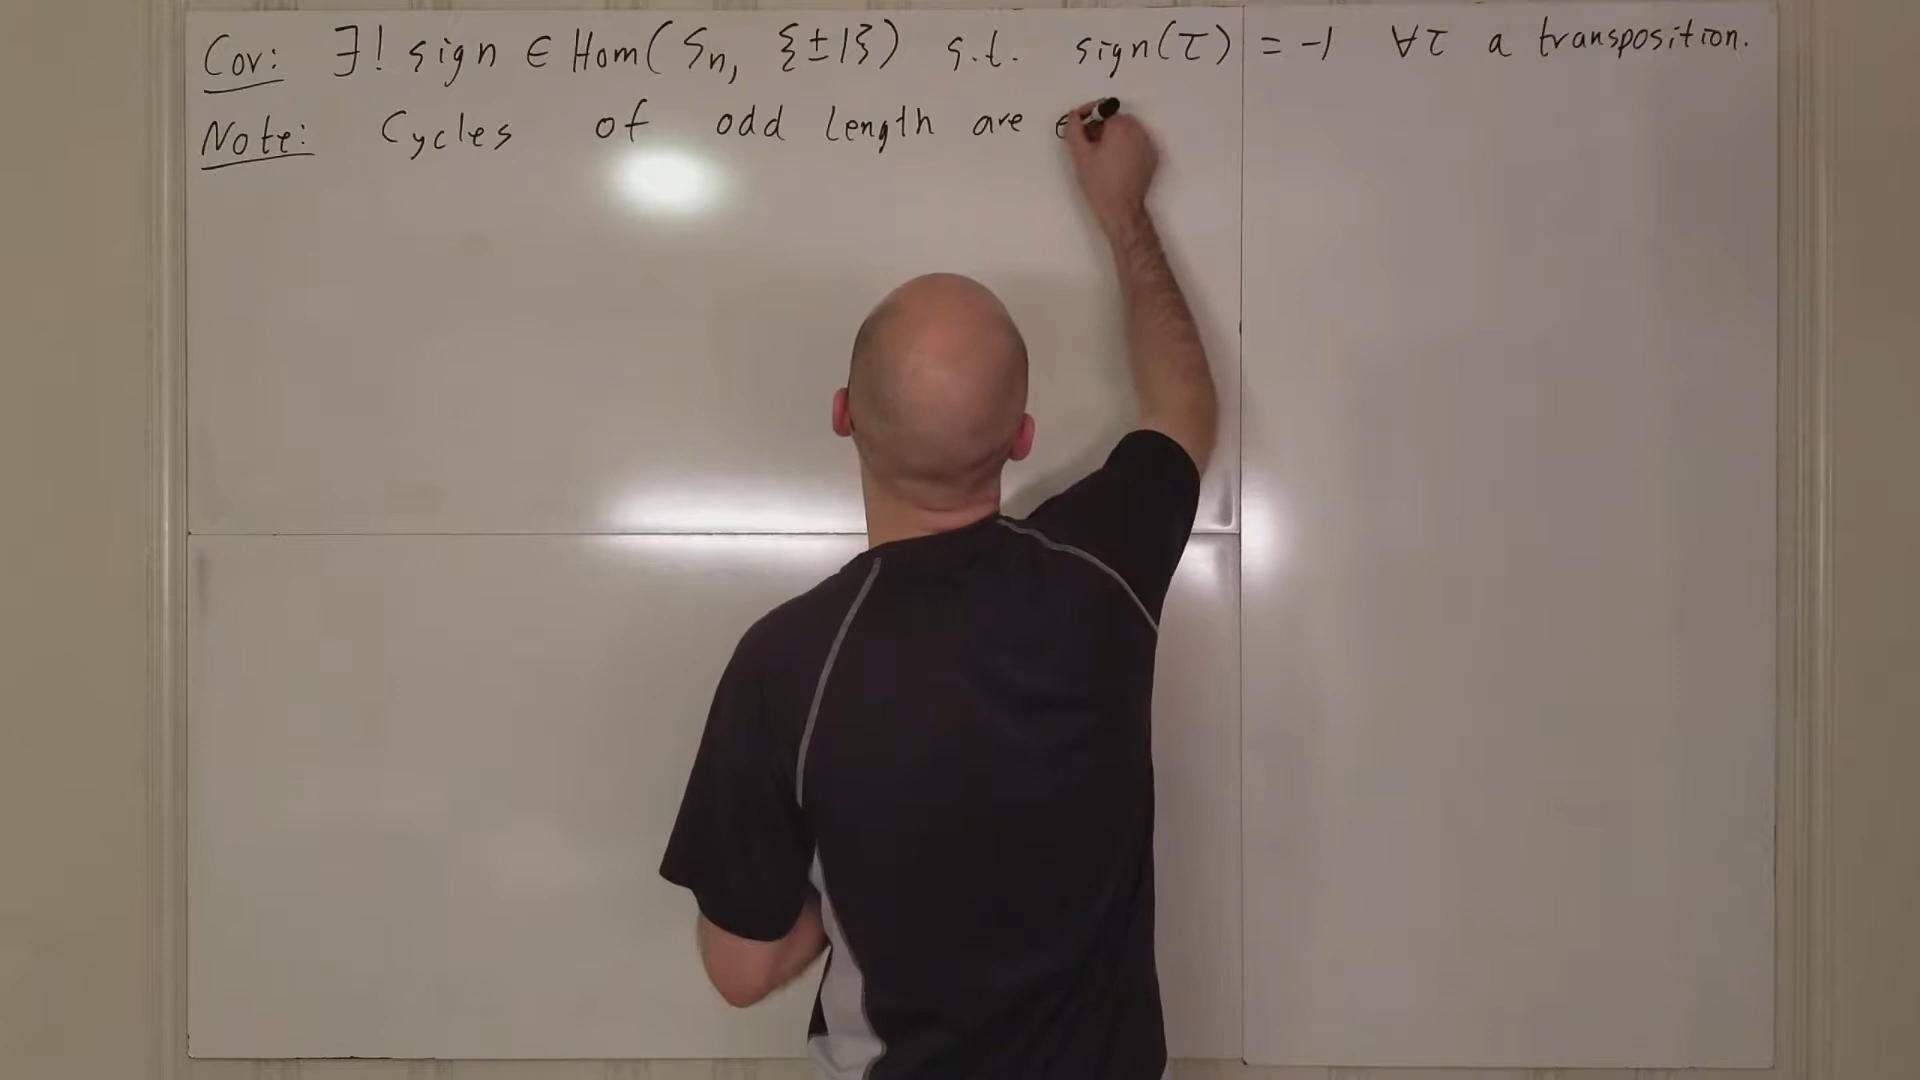 Cor: ∃! sign ∈ Hom(Sn, {±1}) s.t. sign(τ) = -1 ∀τ a transposition.
Note: Cycles of odd length are e